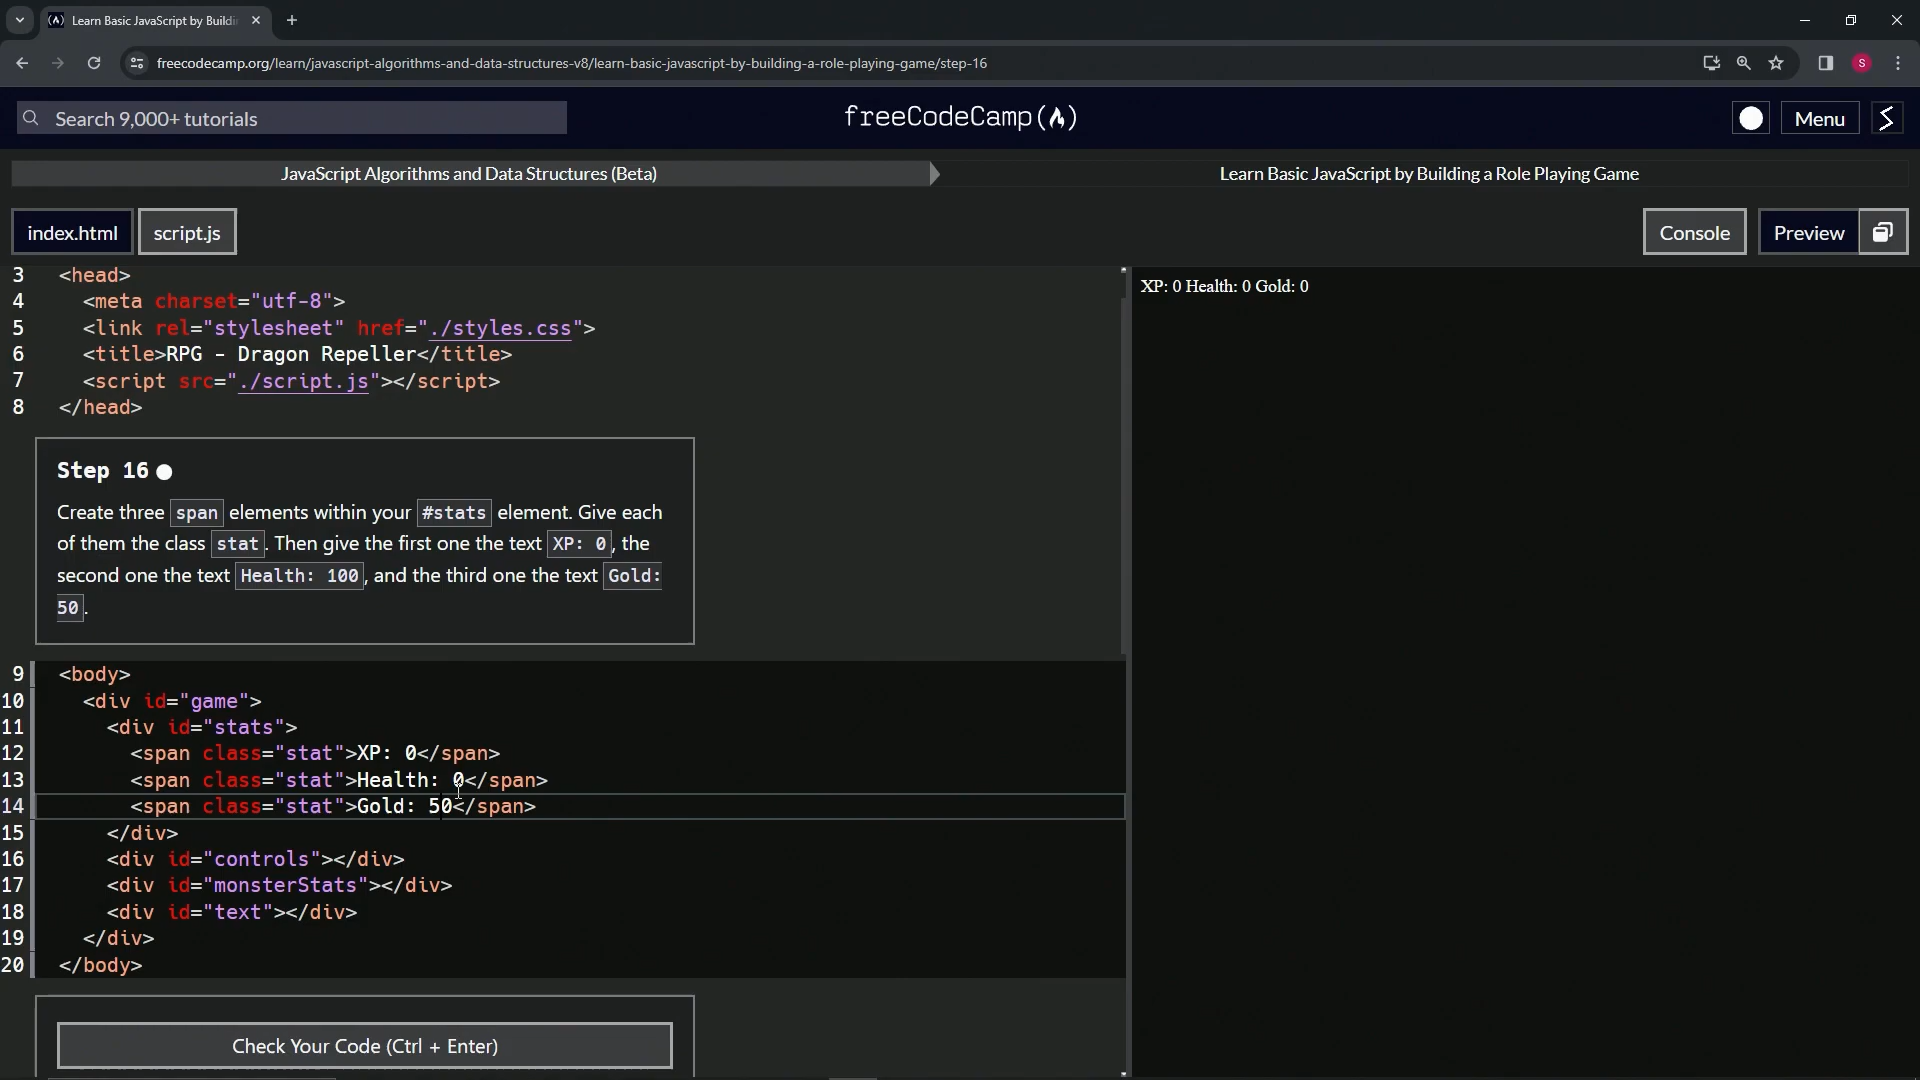 Learn Basic JavaScript by Buildi
freecodecamp.org/learn/javascript-algorithms-and-data-structures-v8/learn-basic-javascript-by-building-a-role-playing-game/step-16
S
Search 9,000+ tutorials
freeCodeCamp
Menu
JavaScript Algorithms and Data Structures (Beta)
Learn Basic JavaScript by Building a Role Playing Game
index.html
script.js
Console
Preview
3 <head>
4 <meta charset="utf-8">
5 <link rel="stylesheet" href="./styles.css">
6 <title>RPG - Dragon Repeller</title>
7 <script src="./script.js"></script>
8 </head>
XP: 0 Health: 0 Gold: 0
Step 16
Create three span elements within your #stats element. Give each
of them the class stat. Then give the first one the text XP: 0, the
second one the text Health: 100, and the third one the text Gold:
50.
9 <body>
10 <div id="game">
11 <div id="stats">
12 <span class="stat">XP: 0</span>
13 <span class="stat">Health: 0</span>
14 <span class="stat">Gold: 50</span>
15 </div>
16 <div id="controls"></div>
17 <div id="monsterStats"></div>
18 <div id="text"></div>
19 </div>
20 </body>
Check Your Code (Ctrl + Enter)